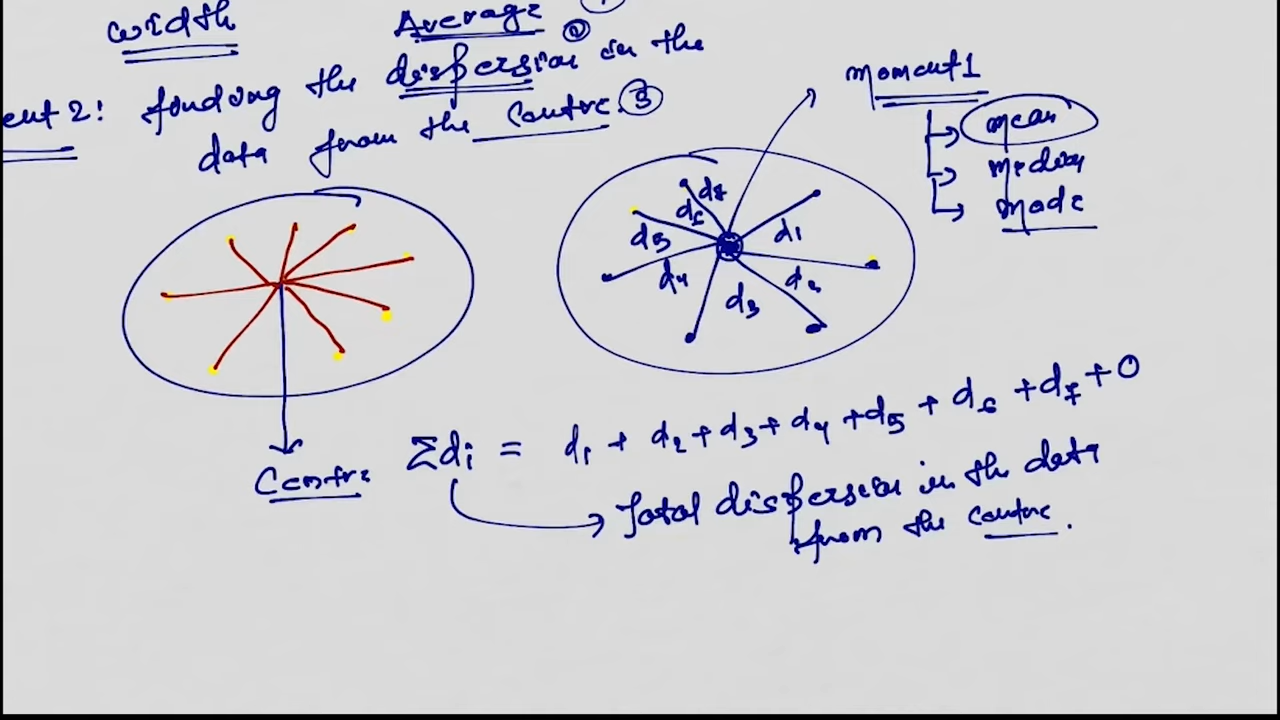 width
Average 1
ent 2: finding the dispersion ② in the
data from the Centre. ③
moment 1
mean
median
mode
d1
d2
d3
d4
d5
d6
d7
Centre
Σdi = d1 + d2 + d3 + d4 + d5 + d6 + d7 + 0
Total dispersion in the data
from the centre.